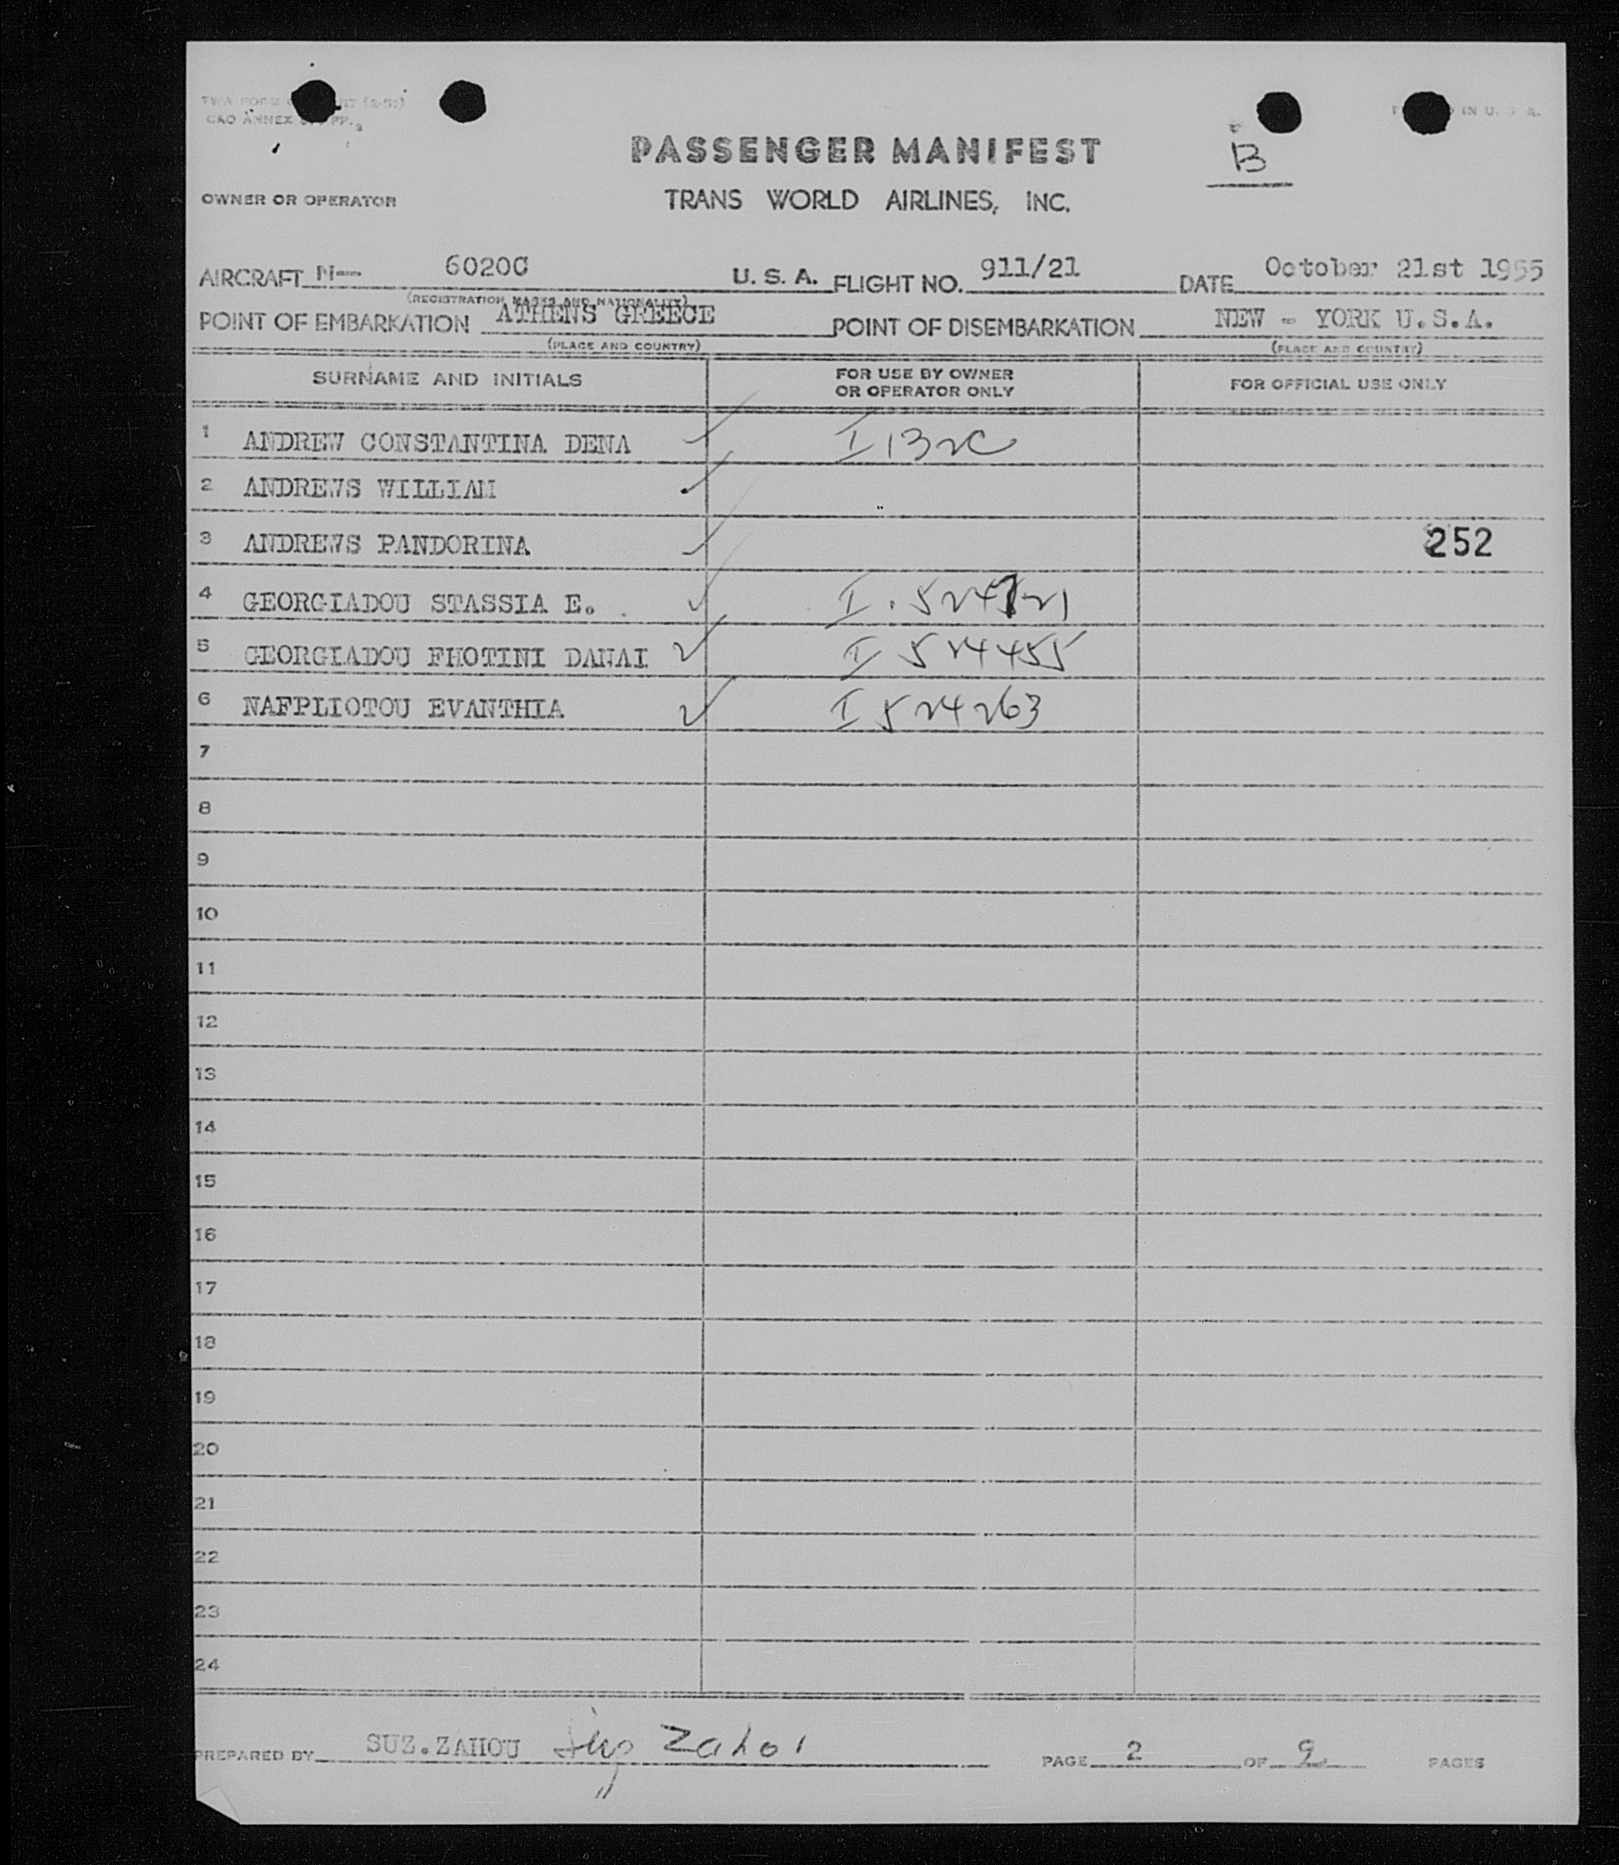 PASSENGER MANIFEST
B
OWNER OR OPERATOR TRANS WORLD AIRLINES, INC.
AIRCRAFT N— 6020C U. S. A. FLIGHT NO. 911/21 DATE October 21st 1955
(REGISTRATION MARKS AND NATIONALITY)
POINT OF EMBARKATION ATHENS GREECE POINT OF DISEMBARKATION NEW - YORK U.S.A.
(PLACE AND COUNTRY) (PLACE AND COUNTRY)
SURNAME AND INITIALS FOR USE BY OWNER OR OPERATOR ONLY FOR OFFICIAL USE ONLY
1 ANDREW CONSTANTINA DENA I 132C
2 ANDREWS WILLIAM
3 ANDREWS PANDORINA 252
4 GEORGIADOU STASSIA E.
5 GEORGIADOU FHOTINI DANAI I 524455
6 NAFPLIOTOU EVANTHIA I 524263
7
8
9
10
11
12
13
14
15
16
17
18
19
20
21
22
23
24
PREPARED BY SUZ.ZAHOU PAGE 2 OF 9 PAGES